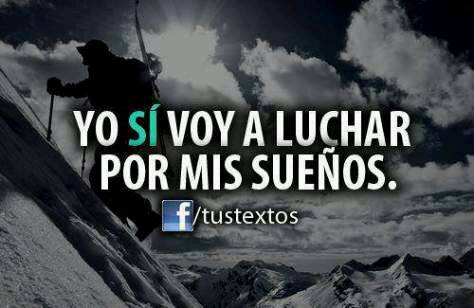 YO SÍ VOY A LUCHAR
POR MIS SUEÑOS.
f/tustextos